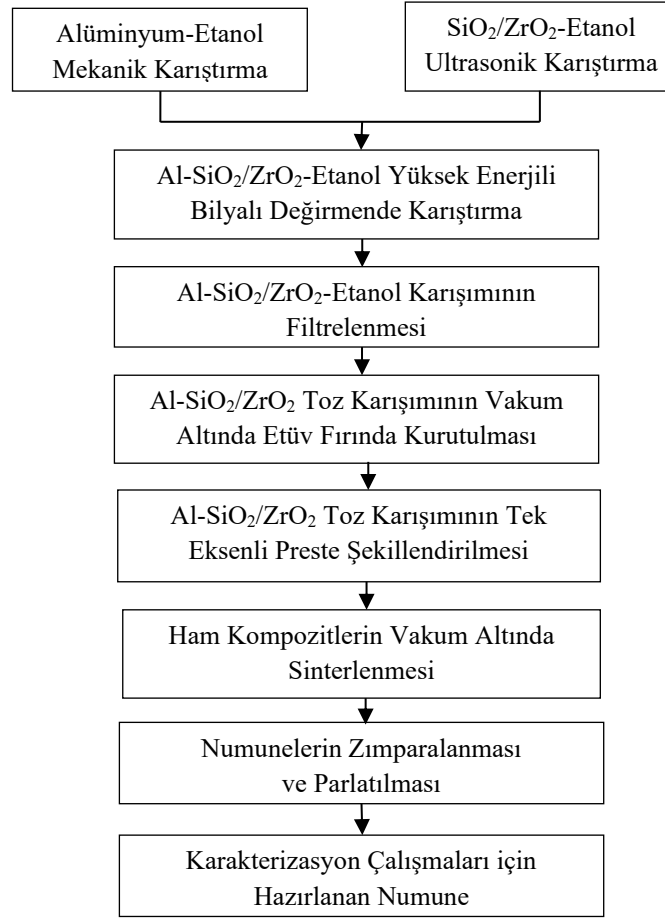 Alüminyum-Etanol
Mekanik Karıştırma
SiO₂/ZrO₂-Etanol
Ultrasonik Karıştırma
Al-SiO₂/ZrO₂-Etanol Yüksek Enerjili
Bilyalı Değirmende Karıştırma
Al-SiO₂/ZrO₂-Etanol Karışımının
Filtrelenmesi
Al-SiO₂/ZrO₂ Toz Karışımının Vakum
Altında Etüv Fırında Kurutulması
Al-SiO₂/ZrO₂ Toz Karışımının Tek
Eksenli Preste Şekillendirilmesi
Ham Kompozitlerin Vakum Altında
Sinterlenmesi
Numunelerin Zımparalanması
ve Parlatılması
Karakterizasyon Çalışmaları için
Hazırlanan Numune